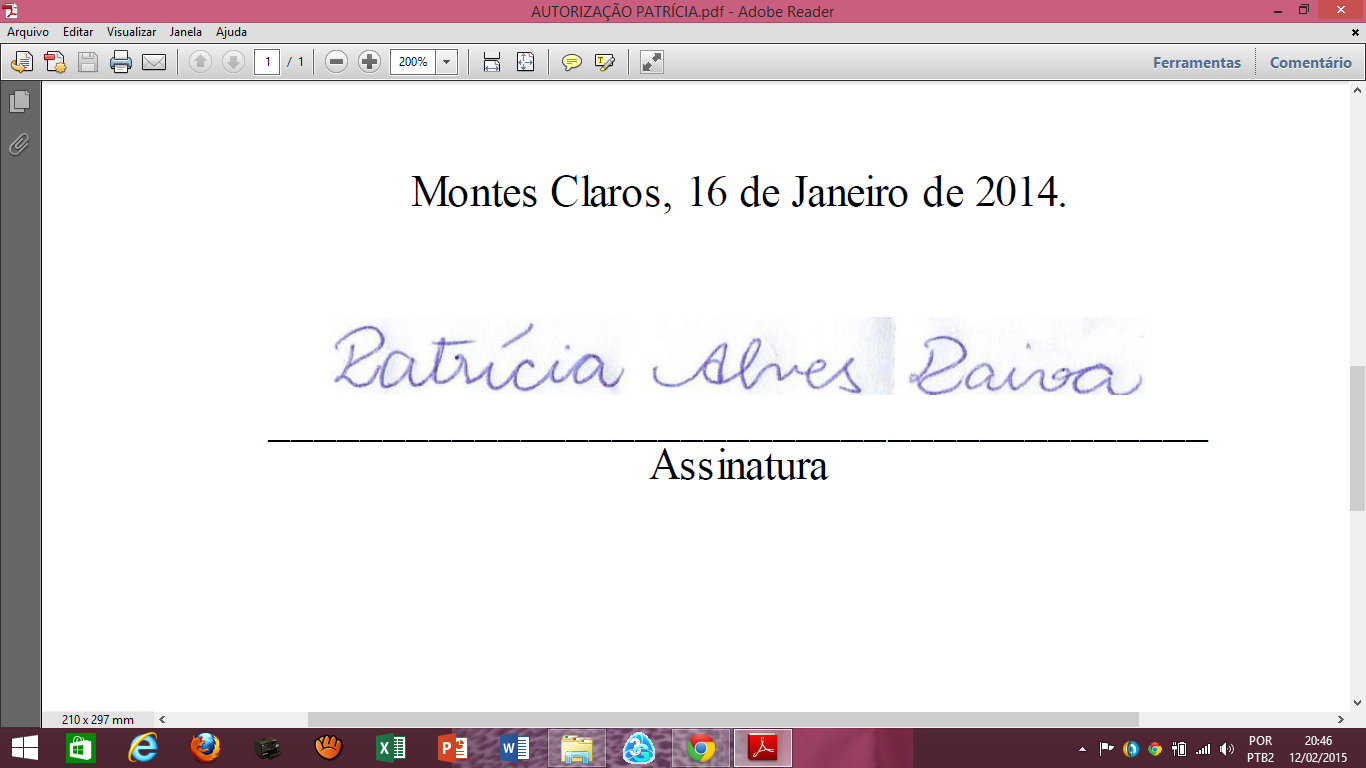 AUTORIZAÇÃO PATRÍCIA.pdf - Adobe Reader
Arquivo Editar Visualizar Janela Ajuda
1 / 1 200% Ferramentas Comentário
Montes Claros, 16 de Janeiro de 2014.
Patrícia Alves Paiva
Assinatura
210 x 297 mm
POR 20:46
PTB2 12/02/2015